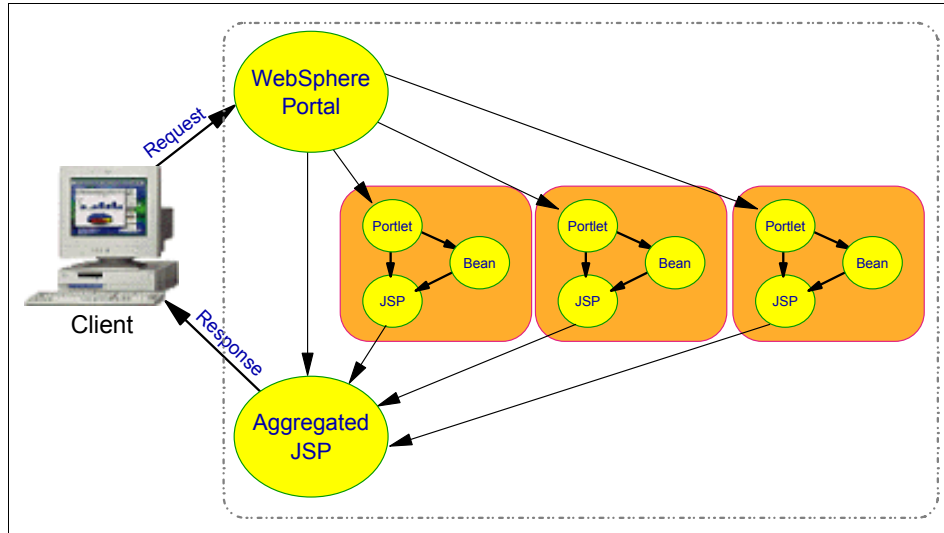 WebSphere
Portal
Request
Portlet
Bean
JSP
Portlet
Bean
JSP
Portlet
Bean
JSP
Client
Response
Aggregated
JSP